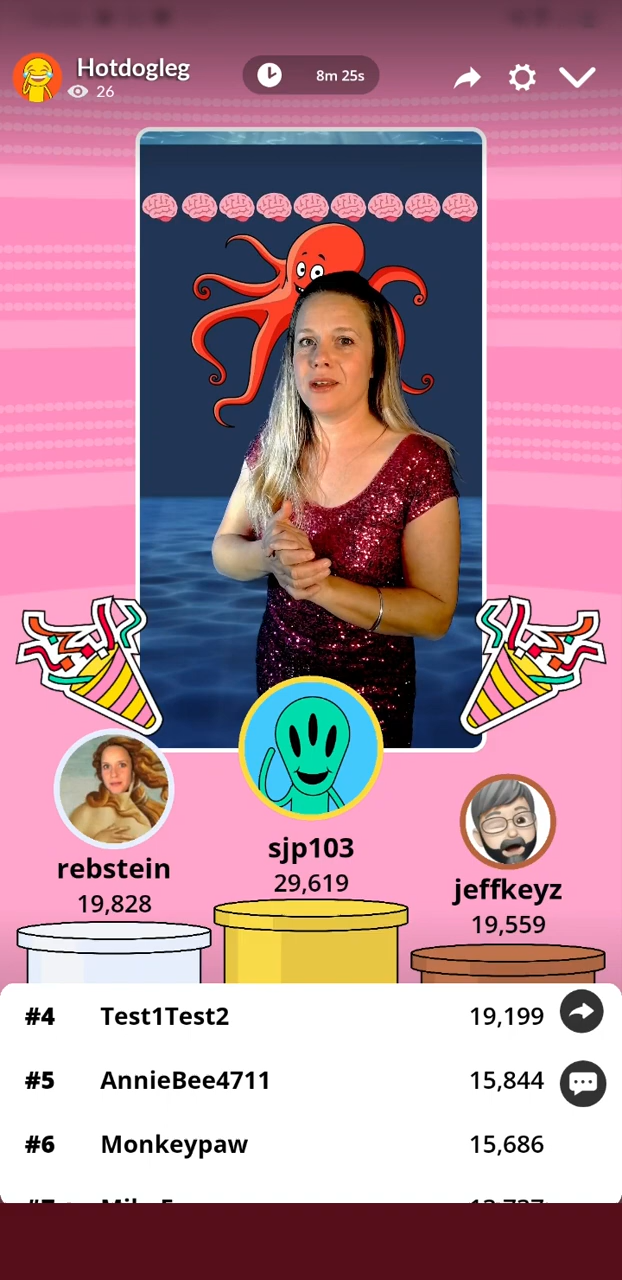 Hotdogleg
26
8m 25s
rebstein
19,828
sjp103
29,619
jeffkeyz
19,559
#4 Test1Test2 19,199
#5 AnnieBee4711 15,844
#6 Monkeypaw 15,686